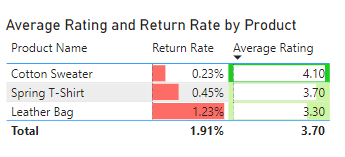 Average Rating and Return Rate by Product
Product Name Return Rate Average Rating
Cotton Sweater 0.23% 4.10
Spring T-Shirt 0.45% 3.70
Leather Bag 1.23% 3.30
Total 1.91% 3.70